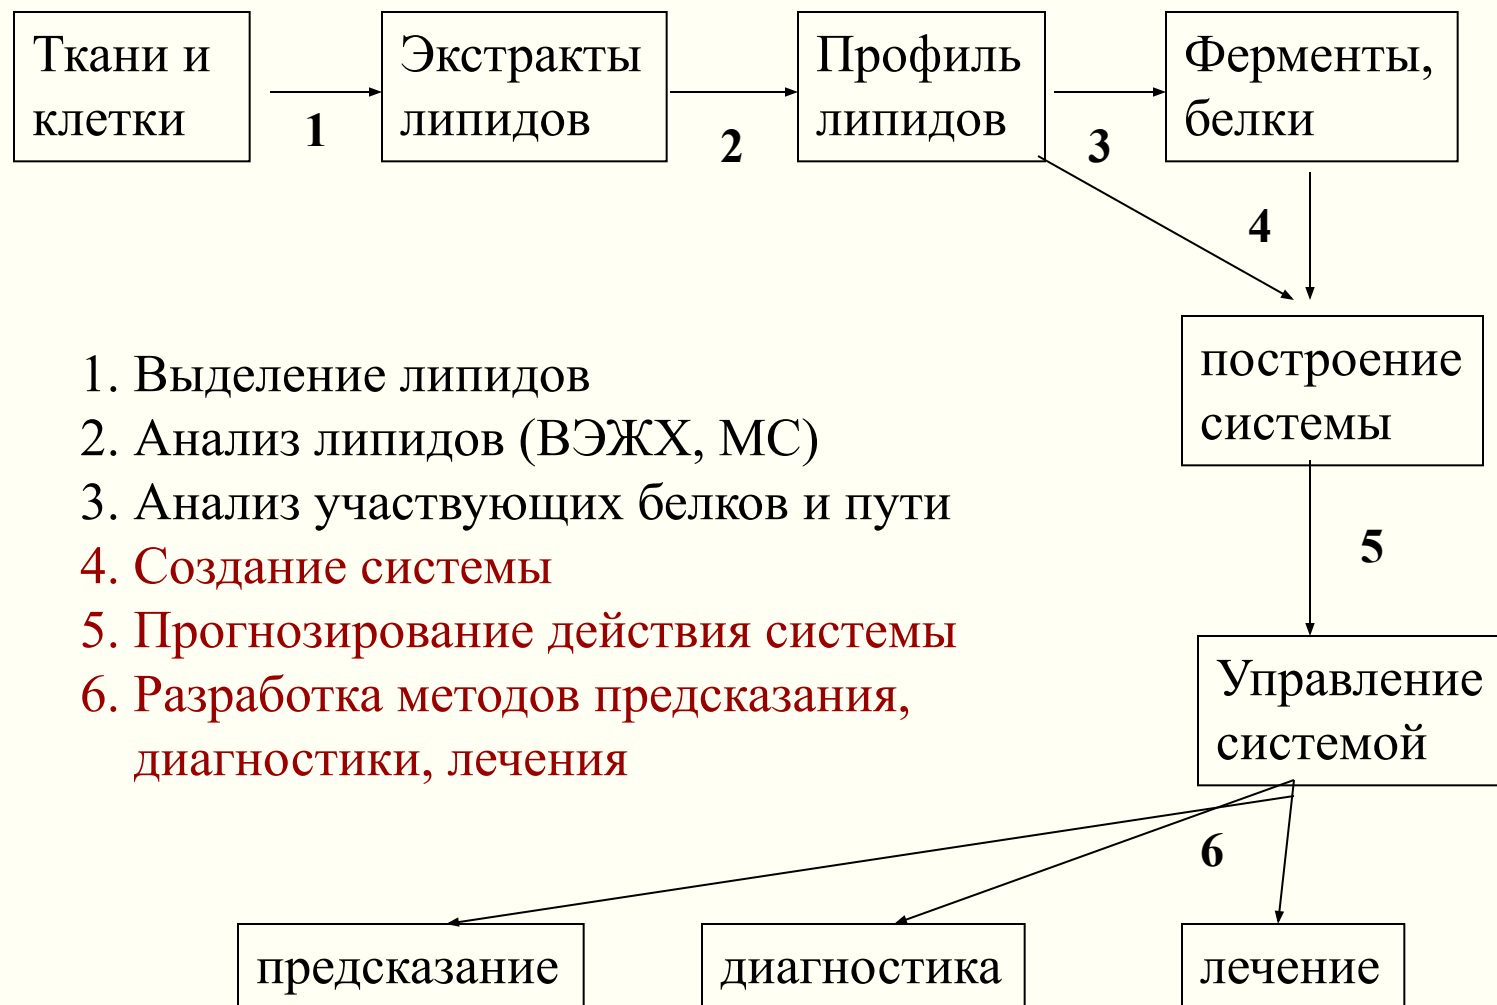 Ткани и
клетки
Экстракты
липидов
Профиль
липидов
Ферменты,
белки
1
2
3
4
построение
системы
1. Выделение липидов
2. Анализ липидов (ВЭЖХ, МС)
3. Анализ участвующих белков и пути
4. Создание системы
5. Прогнозирование действия системы
6. Разработка методов предсказания,
диагностики, лечения
5
Управление
системой
6
предсказание
диагностика
лечение